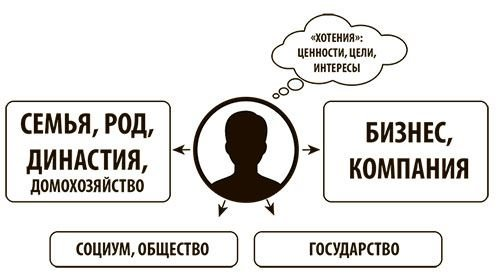 «ХОТЕНИЯ»:
ЦЕННОСТИ, ЦЕЛИ,
ИНТЕРЕСЫ
СЕМЬЯ, РОД,
ДИНАСТИЯ,
ДОМОХОЗЯЙСТВО
БИЗНЕС,
КОМПАНИЯ
СОЦИУМ, ОБЩЕСТВО
ГОСУДАРСТВО